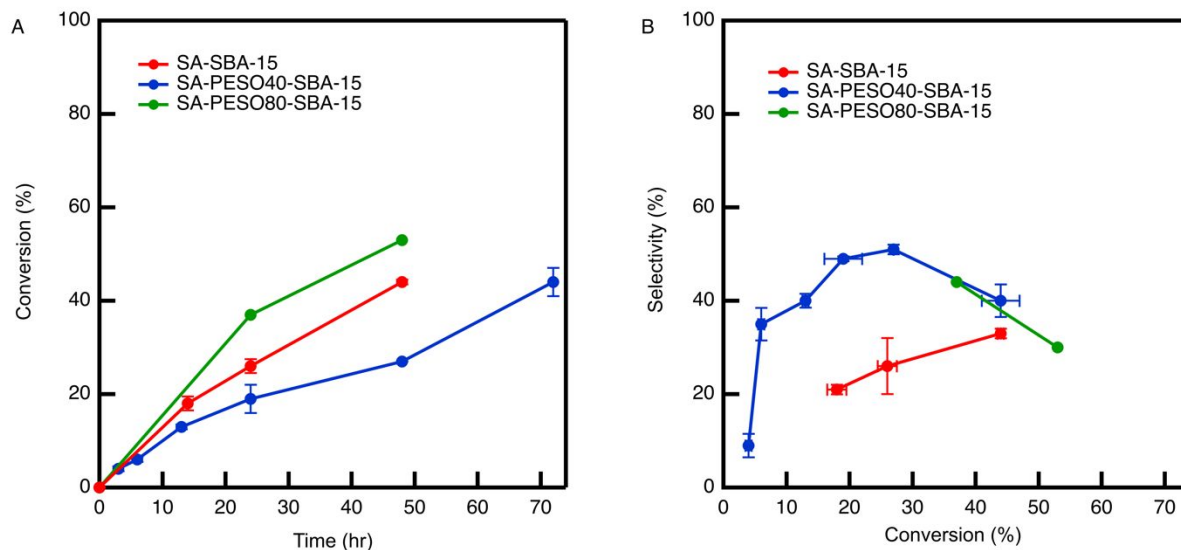 A
100
80
60
40
20
0
Conversion (%)
SA-SBA-15
SA-PESO40-SBA-15
SA-PESO80-SBA-15
0 10 20 30 40 50 60 70
Time (hr)
B
100
80
60
40
20
0
Selectivity (%)
SA-SBA-15
SA-PESO40-SBA-15
SA-PESO80-SBA-15
0 10 20 30 40 50 60 70
Conversion (%)